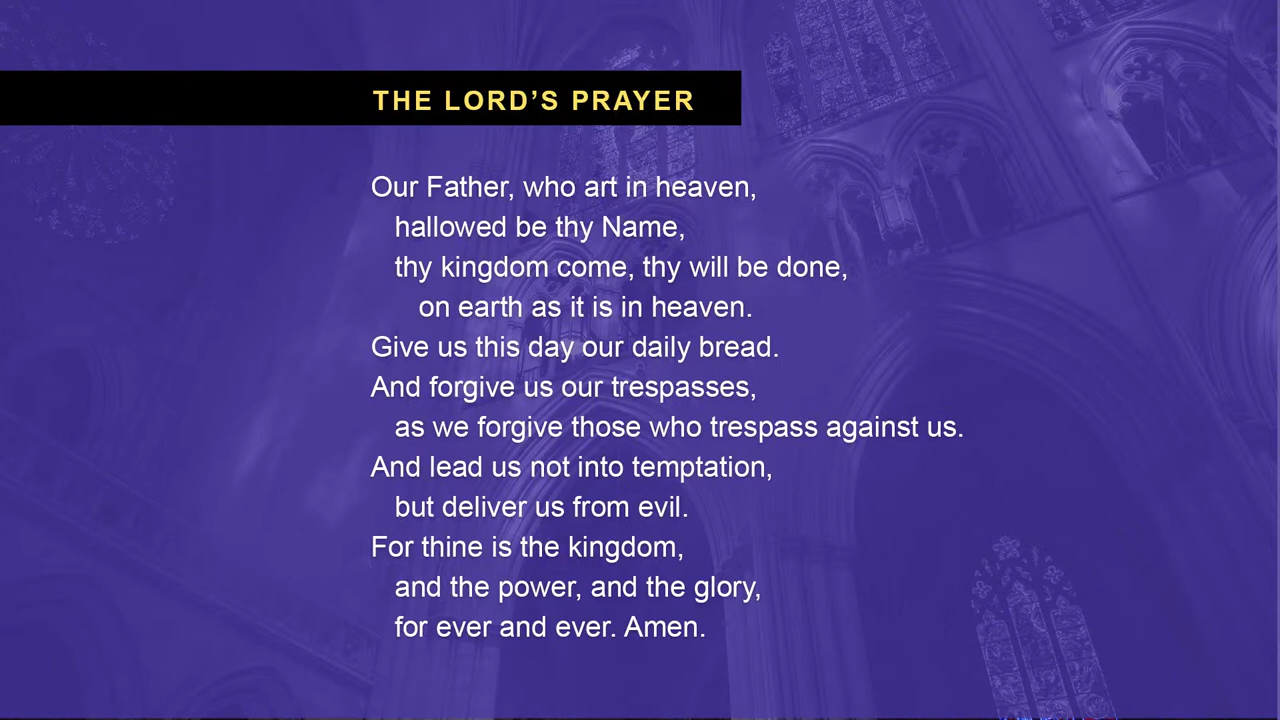 THE LORD’S PRAYER
Our Father, who art in heaven,
hallowed be thy Name,
thy kingdom come, thy will be done,
on earth as it is in heaven.
Give us this day our daily bread.
And forgive us our trespasses,
as we forgive those who trespass against us.
And lead us not into temptation,
but deliver us from evil.
For thine is the kingdom,
and the power, and the glory,
for ever and ever. Amen.